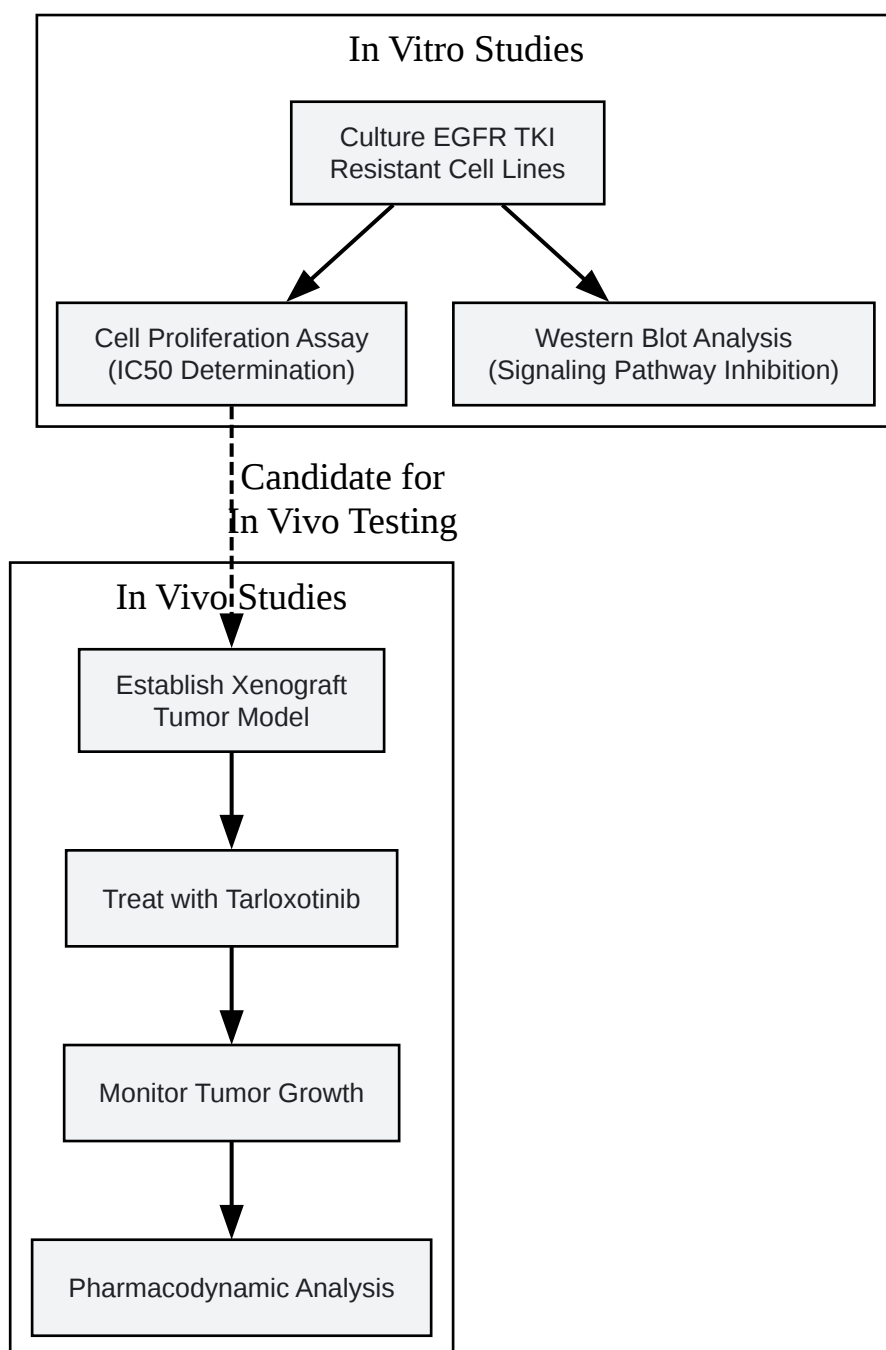 In Vitro Studies
Culture EGFR TKI
Resistant Cell Lines
Cell Proliferation Assay
(IC50 Determination)
Western Blot Analysis
(Signaling Pathway Inhibition)
Candidate for
In Vivo Testing
In Vivo Studies
Establish Xenograft
Tumor Model
Treat with Tarloxotinib
Monitor Tumor Growth
Pharmacodynamic Analysis